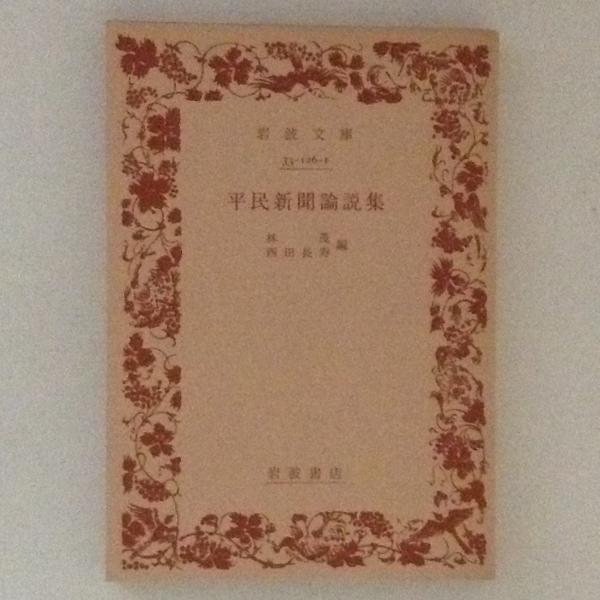 岩波文庫
33-126-1
平民新聞論説集
林 茂
西田長寿 編
岩波書店